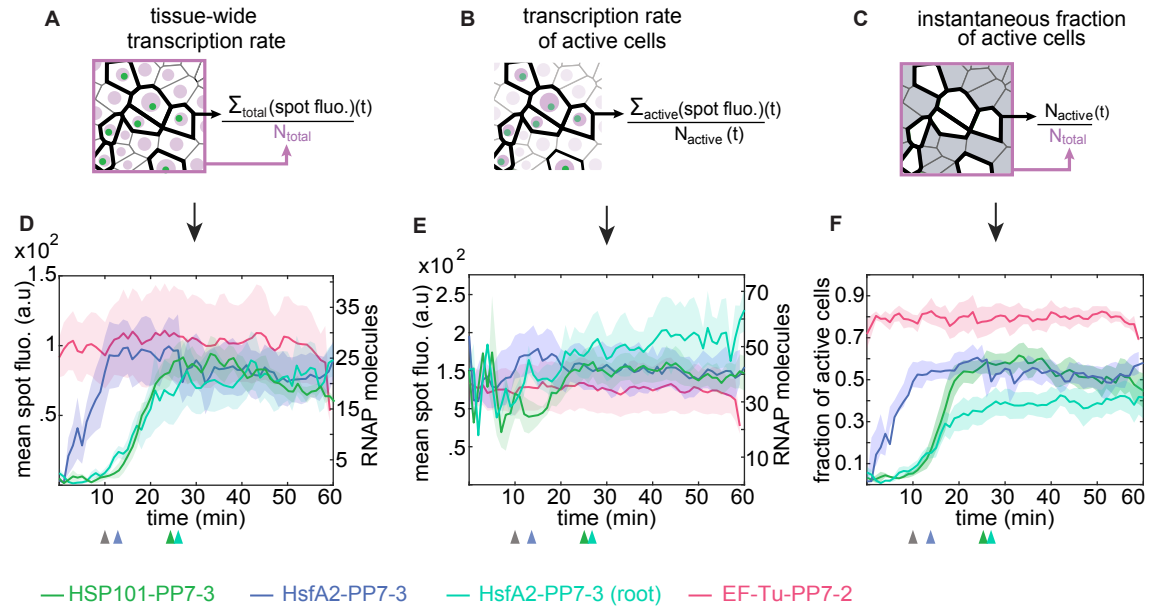 A
tissue-wide
transcription rate
Σtotal(spot fluo.)(t)
Ntotal
B
transcription rate
of active cells
Σactive(spot fluo.)(t)
Nactive (t)
C
instantaneous fraction
of active cells
Nactive(t)
Ntotal
D
x10²
mean spot fluo. (a.u)
1.5
1
.5
35
25
15
5
RNAP molecules
10 20 30 40 50 60
time (min)
E
x10²
mean spot fluo. (a.u)
2.5
2
1.5
5
.5
70
50
30
10
RNAP molecules
10 20 30 40 50 60
time (min)
F
fraction of active cells
0.9
0.7
0.5
0.3
0.1
10 20 30 40 50 60
time (min)
HSP101-PP7-3
HsfA2-PP7-3
HsfA2-PP7-3 (root)
EF-Tu-PP7-2